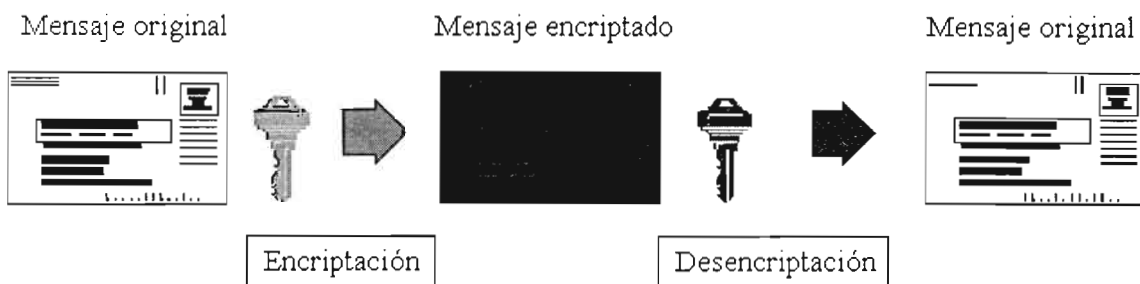 Mensaje original
Mensaje encriptado
Mensaje original
Encriptación
Desencriptación